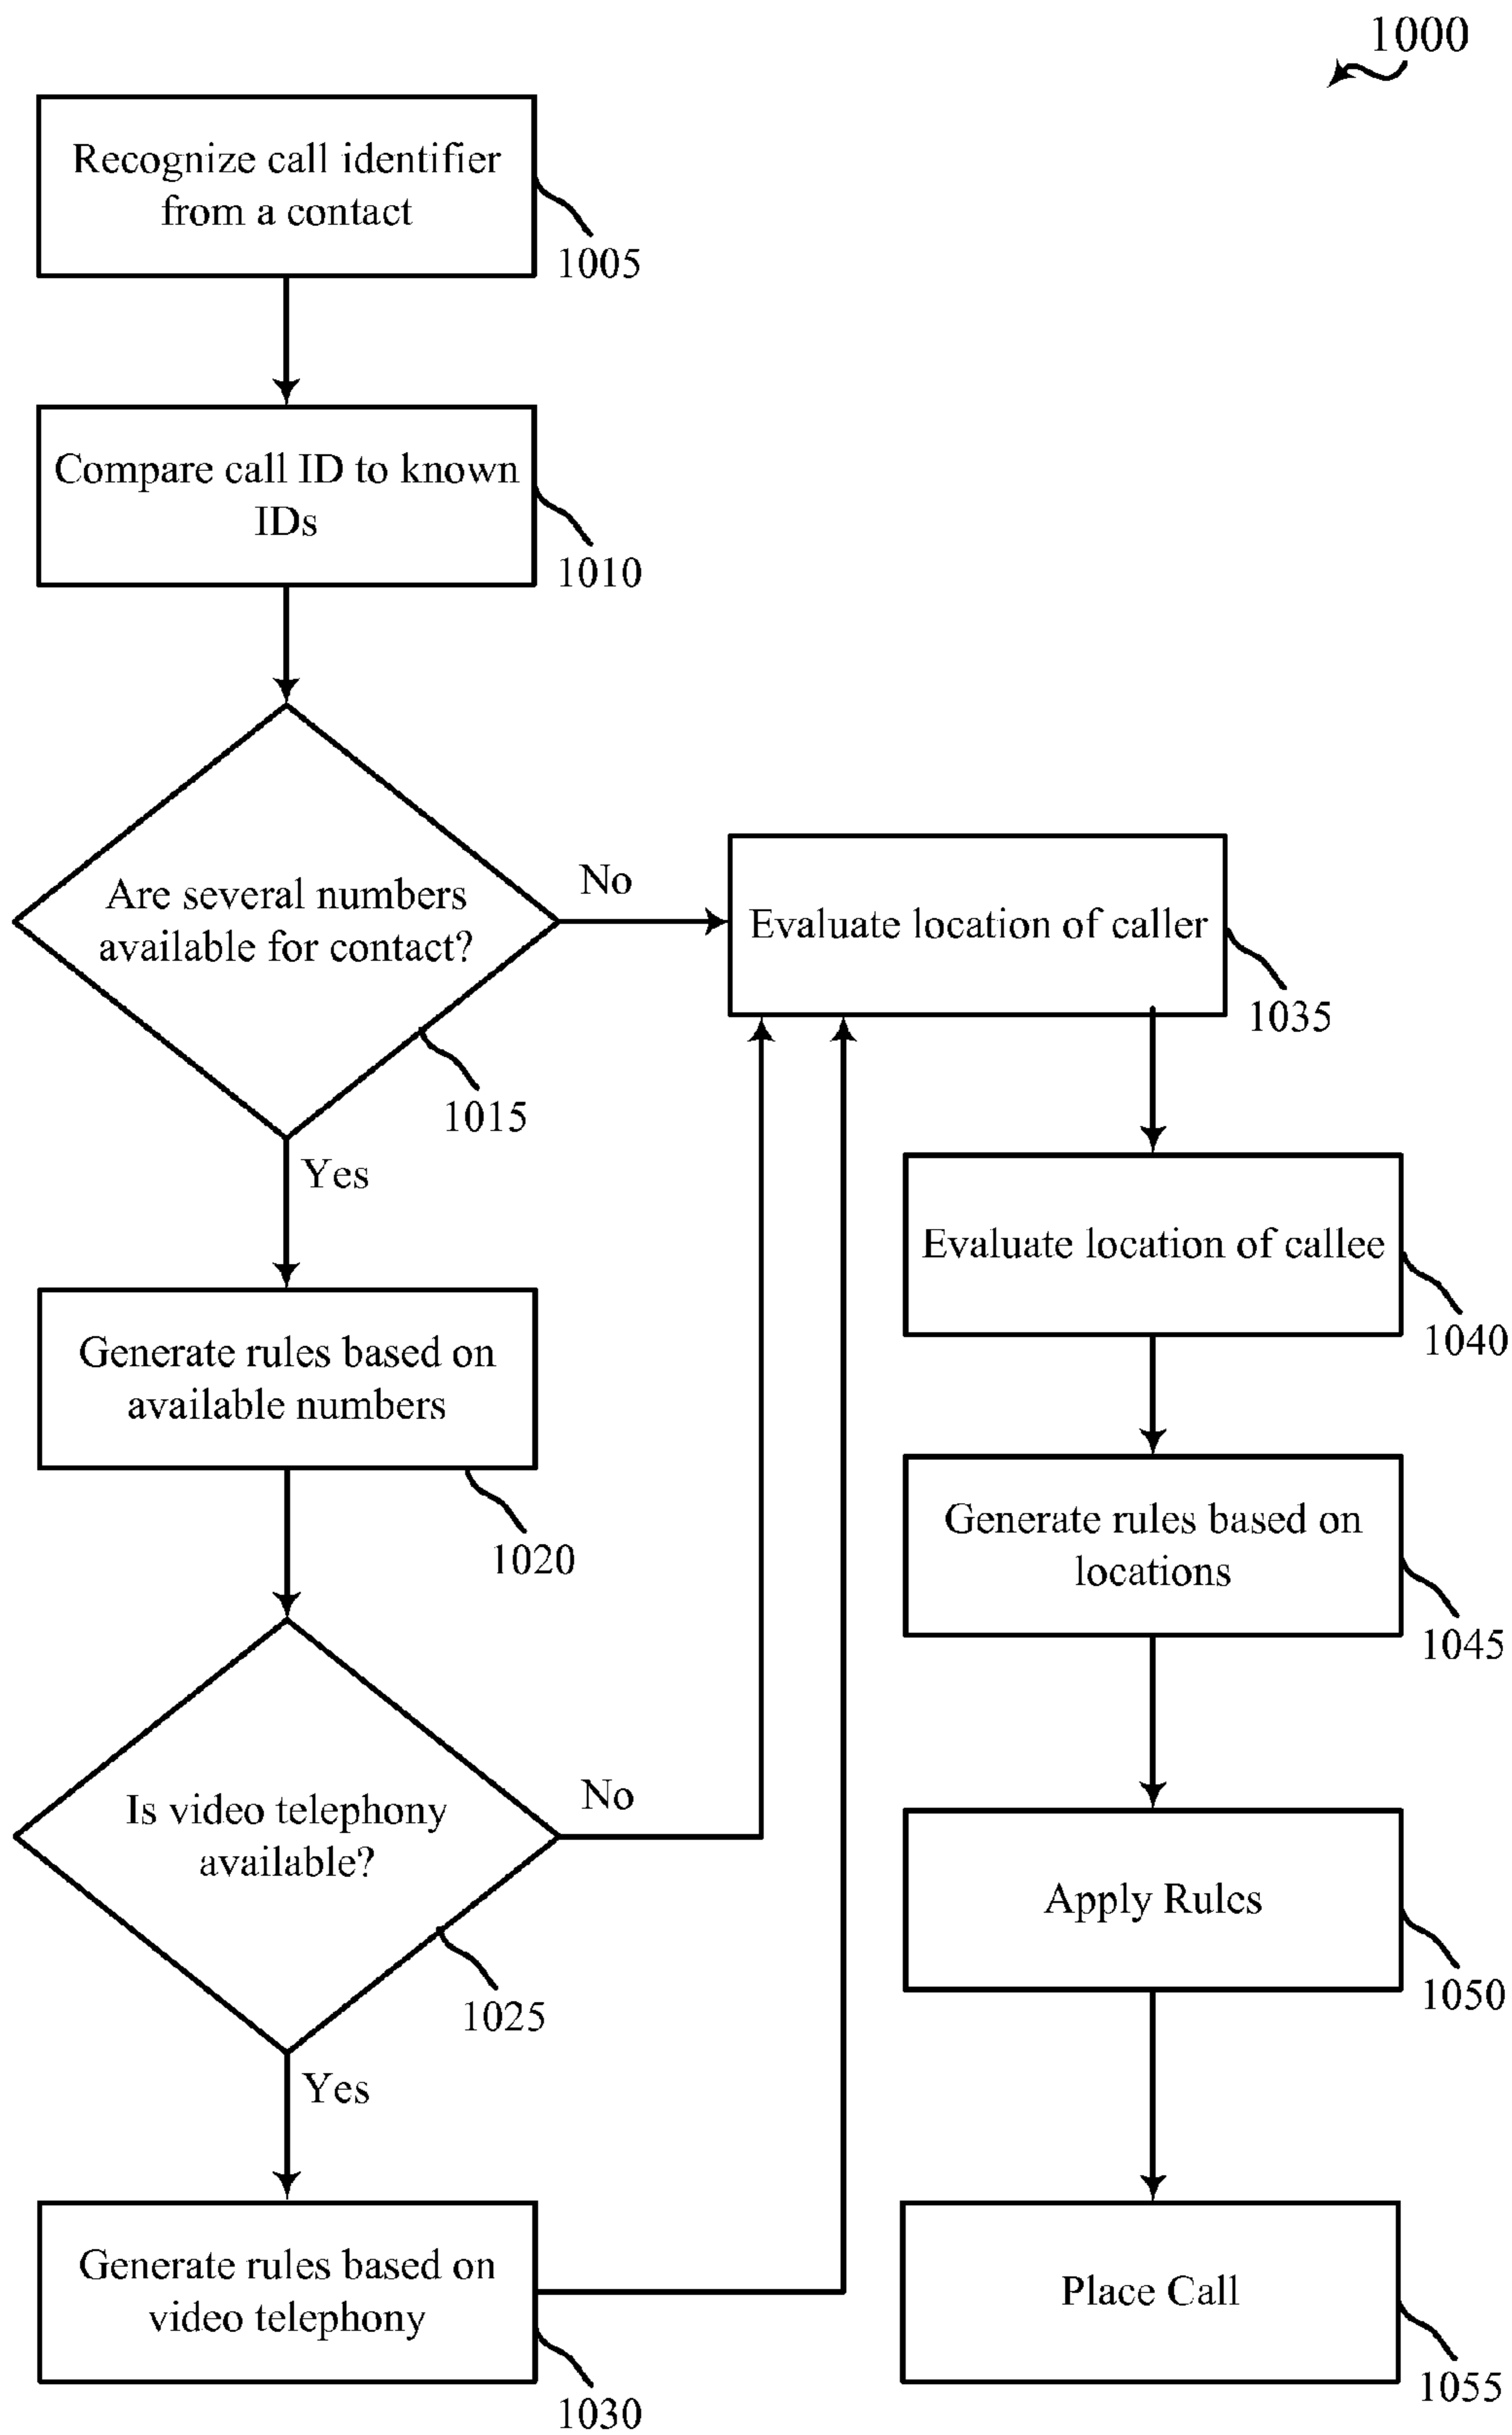 1000
Recognize call identifier
from a contact
1005
Compare call ID to known
IDs
1010
Are several numbers
available for contact?
1015
No
Yes
Generate rules based on
available numbers
1020
Is video telephony
available?
1025
No
Yes
Generate rules based on
video telephony
1030
Evaluate location of caller
1035
Evaluate location of callee
1040
Generate rules based on
locations
1045
Apply Rules
1050
Place Call
1055